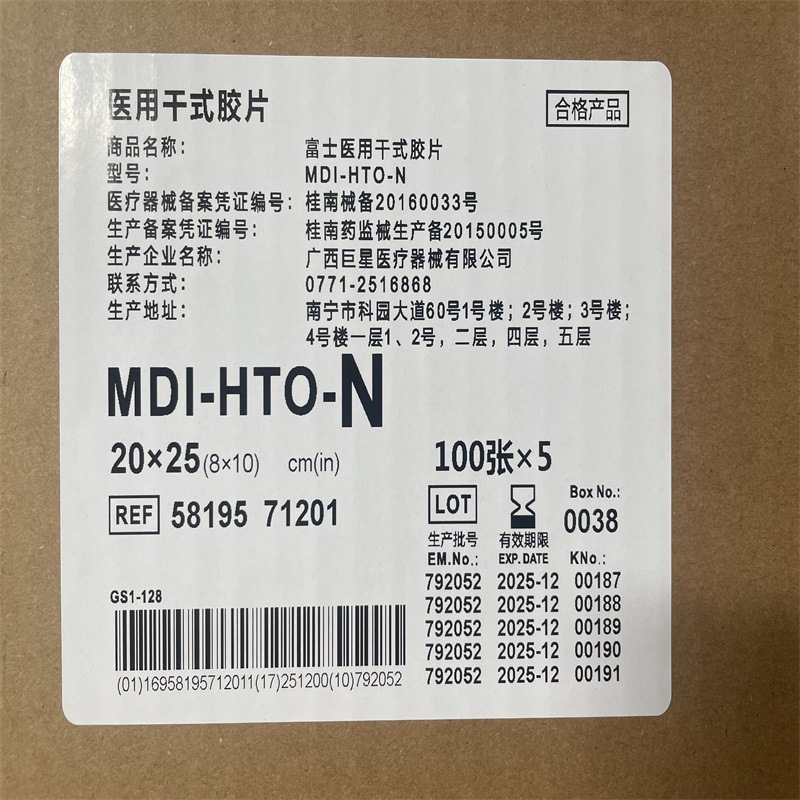 医用干式胶片
合格产品
商品名称： 富士医用干式胶片
型号： MDI-HTO-N
医疗器械备案凭证编号： 桂南械备20160033号
生产备案凭证编号： 桂南药监械生产备20150005号
生产企业名称： 广西巨星医疗器械有限公司
联系方式： 0771-2516868
生产地址： 南宁市科园大道60号1号楼；2号楼；3号楼；
4号楼一层1、2号，二层，四层，五层
MDI-HTO-N
20×25(8×10) cm(in) 100张×5
REF 58195 71201
LOT Box No.:
0038
生产批号 有效期限
EM.No.: EXP.DATE KNo.:
792052 2025-12 00187
792052 2025-12 00188
792052 2025-12 00189
792052 2025-12 00190
792052 2025-12 00191
GS1-128
(01)16958195712011(17)251200(10)792052